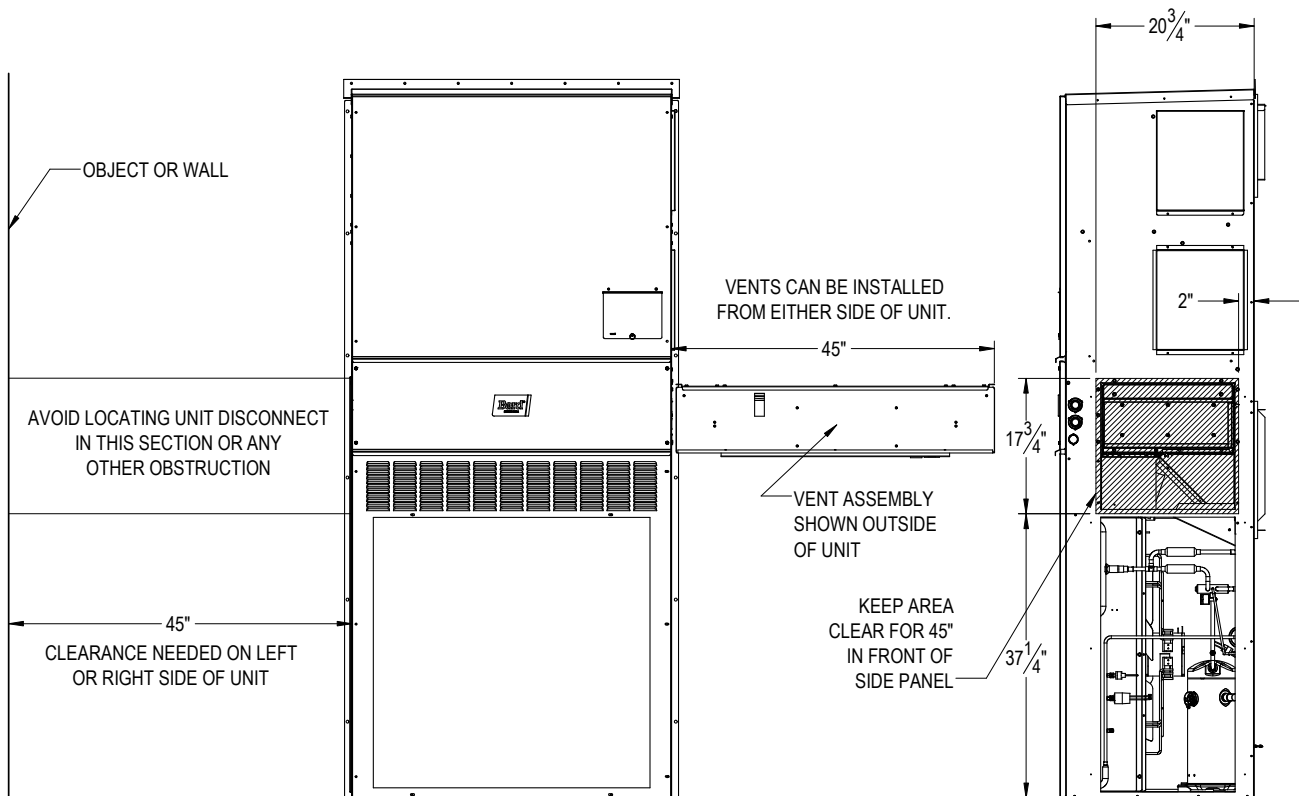 20 3/4"
OBJECT OR WALL
VENTS CAN BE INSTALLED
FROM EITHER SIDE OF UNIT.
2"
45"
Bard
AVOID LOCATING UNIT DISCONNECT
IN THIS SECTION OR ANY
OTHER OBSTRUCTION
17 3/4"
VENT ASSEMBLY
SHOWN OUTSIDE
OF UNIT
KEEP AREA
CLEAR FOR 45"
IN FRONT OF
SIDE PANEL
37 1/4"
45"
CLEARANCE NEEDED ON LEFT
OR RIGHT SIDE OF UNIT